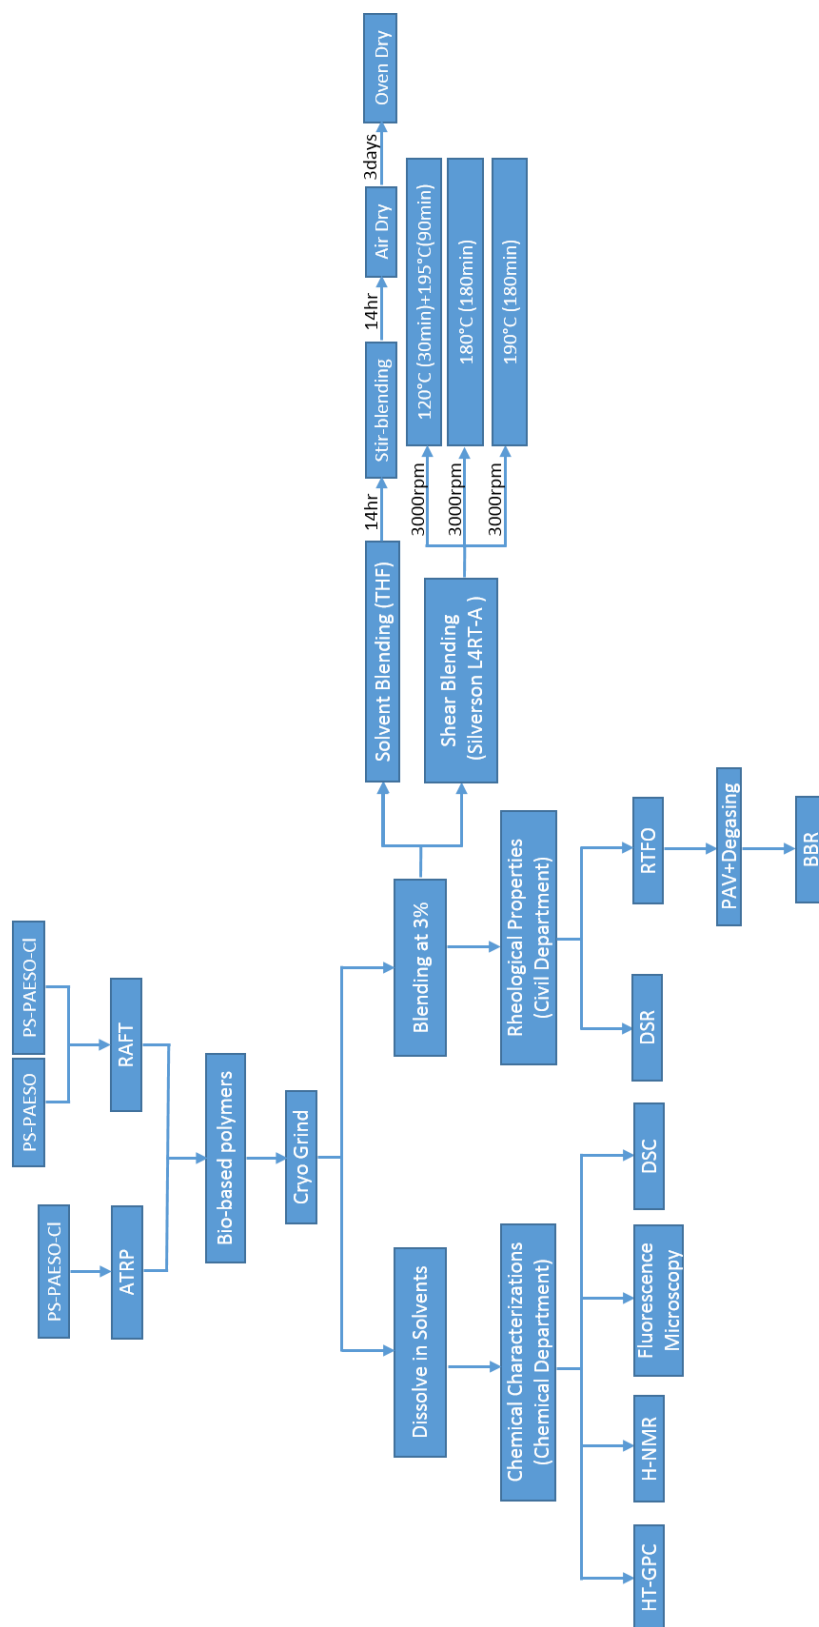 PS-PAESO-Cl
PS-PAESO
PS-PAESO-Cl
ATRP
RAFT
Bio-based polymers
Cryo Grind
Dissolve in Solvents
Blending at 3%
Solvent Blending (THF)
14hr
Stir-blending
14hr
Air Dry
3days
Oven Dry
Shear Blending
(Silverson L4RT-A )
3000rpm
120°C (30min)+195°C(90min)
3000rpm
180°C (180min)
3000rpm
190°C (180min)
Chemical Characterizations
(Chemical Department)
Rheological Properties
(Civil Department)
HT-GPC
H-NMR
Fluorescence
Microscopy
DSC
DSR
RTFO
PAV+Degasing
BBR